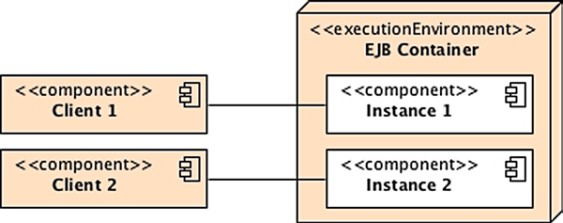 <<executionEnvironment>>
EJB Container
<<component>>
Client 1
<<component>>
Instance 1
<<component>>
Client 2
<<component>>
Instance 2